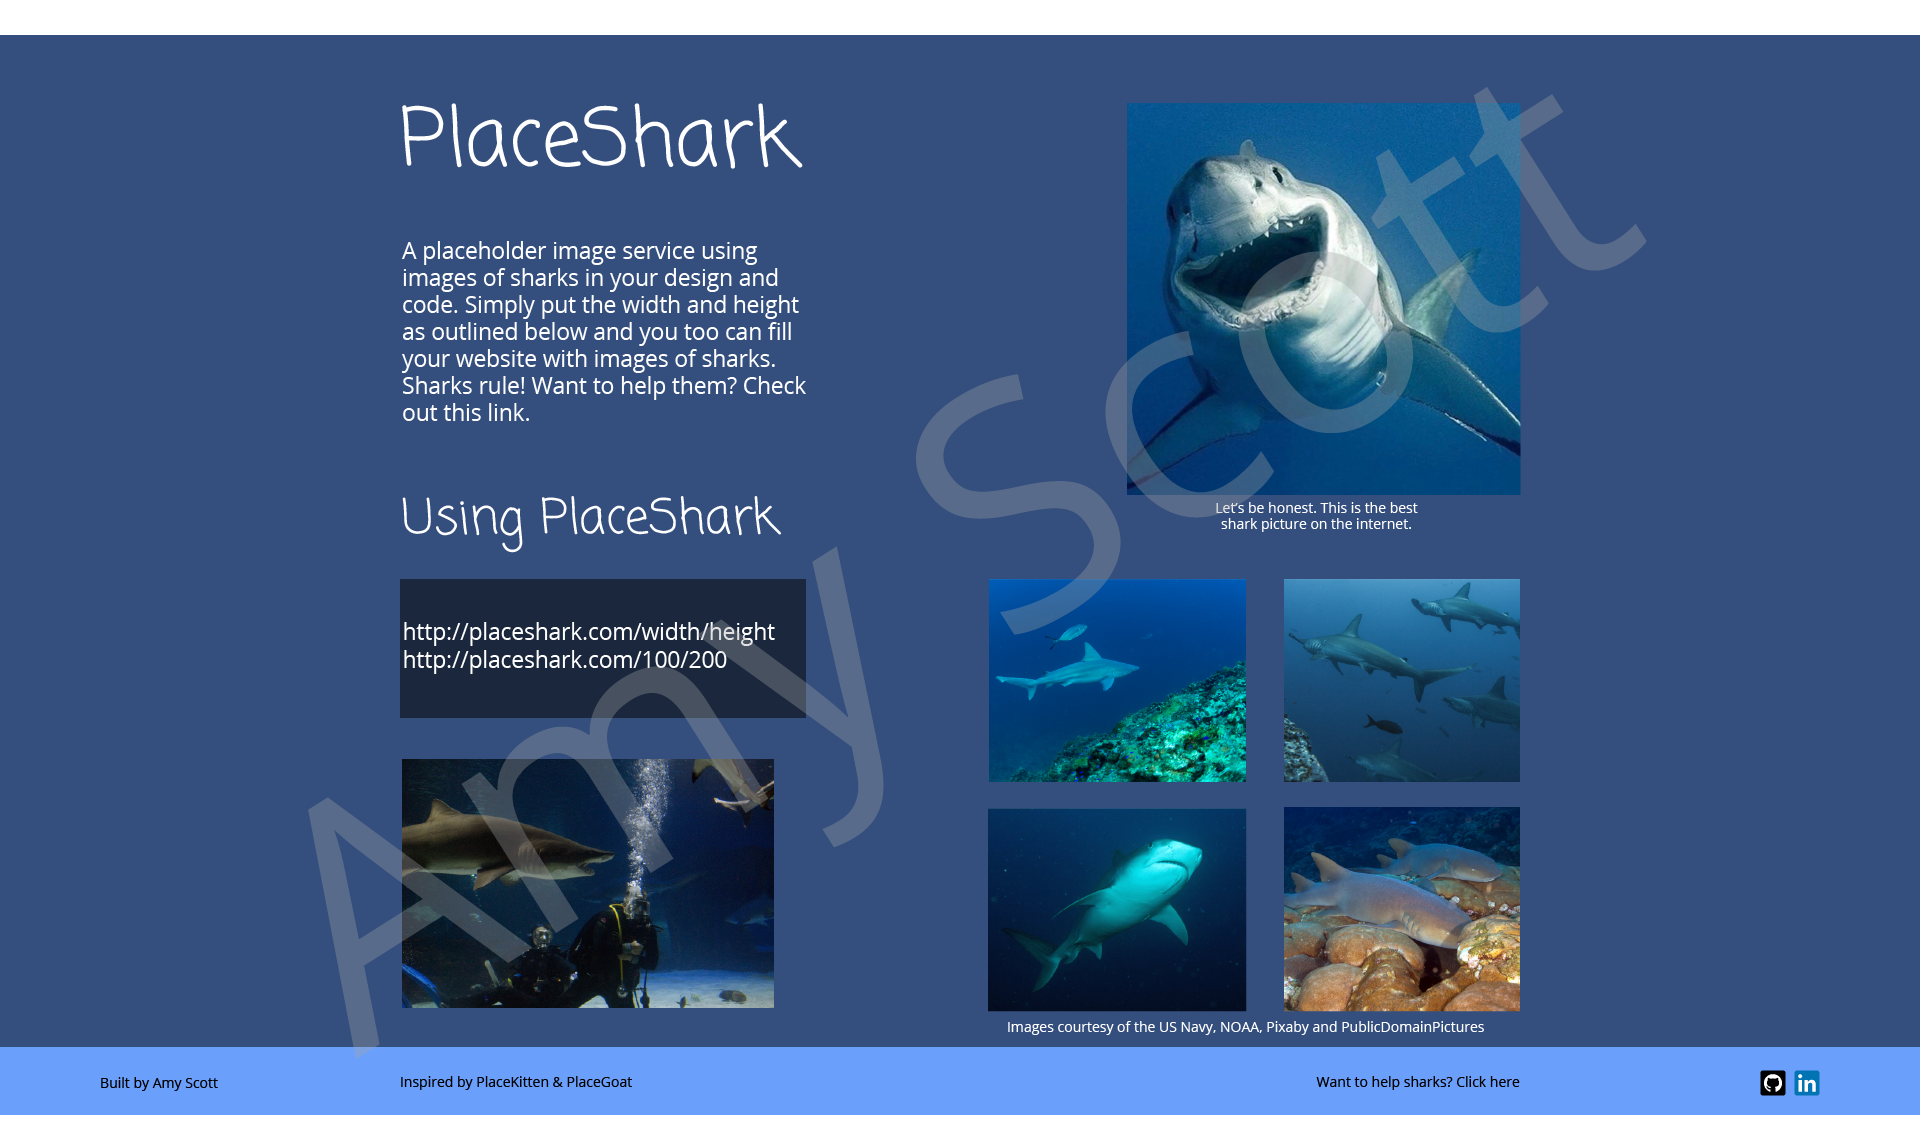 PlaceShark
A placeholder image service using
images of sharks in your design and
code. Simply put the width and height
as outlined below and you too can fill
your website with images of sharks.
Sharks rule! Want to help them? Check
out this link.
Let's be honest. This is the best
shark picture on the internet.
Using PlaceShark
http://placeshark.com/width/height
http://placeshark.com/100/200
Images courtesy of the US Navy, NOAA, Pixaby and PublicDomainPictures
Built by Amy Scott
Inspired by PlaceKitten & PlaceGoat
Want to help sharks? Click here
in
Amy Scott